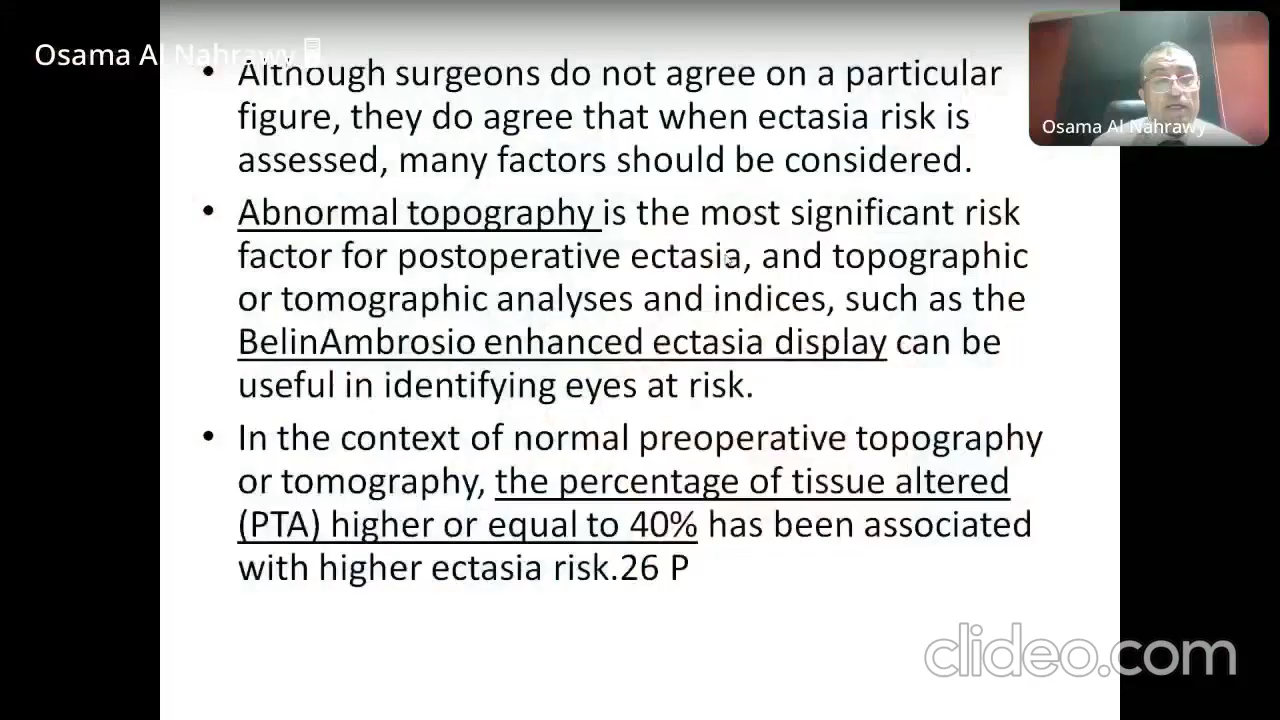 Osama Al Nahrawy
Osama Al Nahrawy
• Although surgeons do not agree on a particular
figure, they do agree that when ectasia risk is
assessed, many factors should be considered.
• Abnormal topography is the most significant risk
factor for postoperative ectasia, and topographic
or tomographic analyses and indices, such as the
BelinAmbrosio enhanced ectasia display can be
useful in identifying eyes at risk.
• In the context of normal preoperative topography
or tomography, the percentage of tissue altered
(PTA) higher or equal to 40% has been associated
with higher ectasia risk.26 P
clideo.com